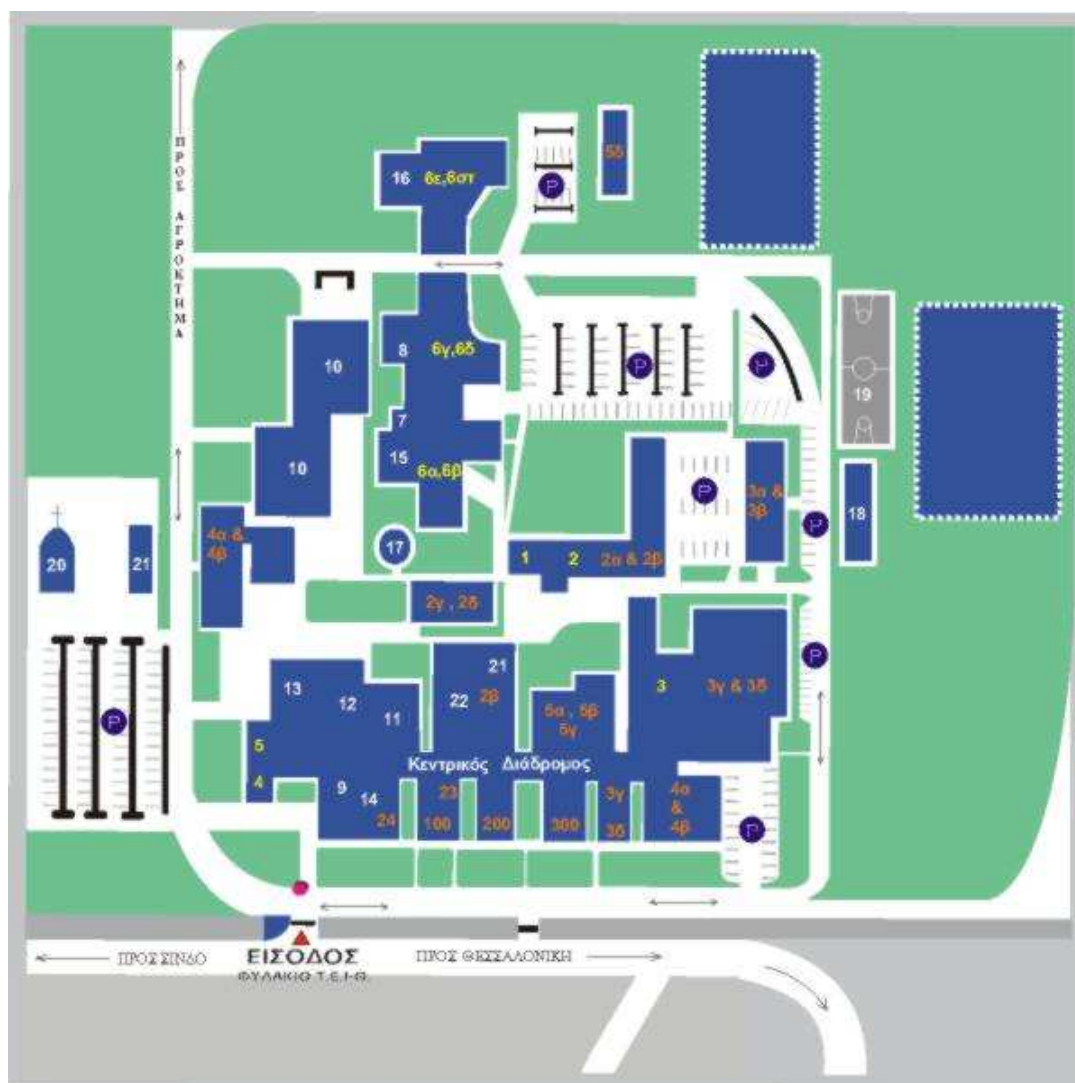 ΠΡΟΣ ΑΓΡΟΚΤΗΜΑ
5δ
16 6ε,6στ
P
8 6γ,6δ
10
P
P
19
7
15
6α,6β
10
P
3α &
3β
18
P
4α &
4β
17
1 2 2α & 2β
20
21
2γ , 2δ
P
13
12
11
21
22 2β
5α , 5β
5γ
3 3γ & 3δ
P
5
4
Κεντρικός Διάδρομος
9
14
24
23
100
200
300
3γ
3δ
4α
&
4β
P
ΠΡΟΣ ΣΙΝΔΟ
ΕΙΣΟΔΟΣ
ΦΥΛΑΚΙΟ Τ.Ε.Ι-Θ.
ΠΡΟΣ ΘΕΣΣΑΛΟΝΙΚΗ